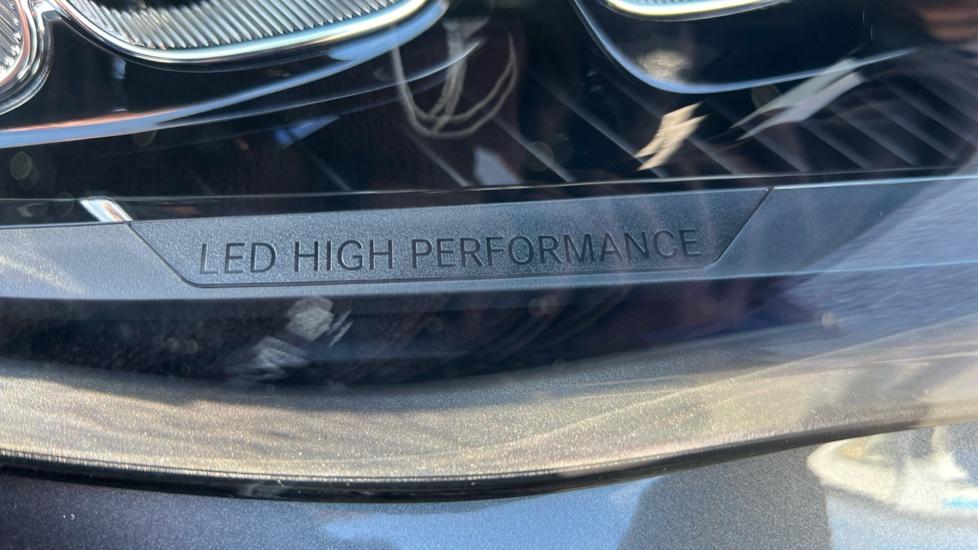 LED HIGH PERFORMANCE